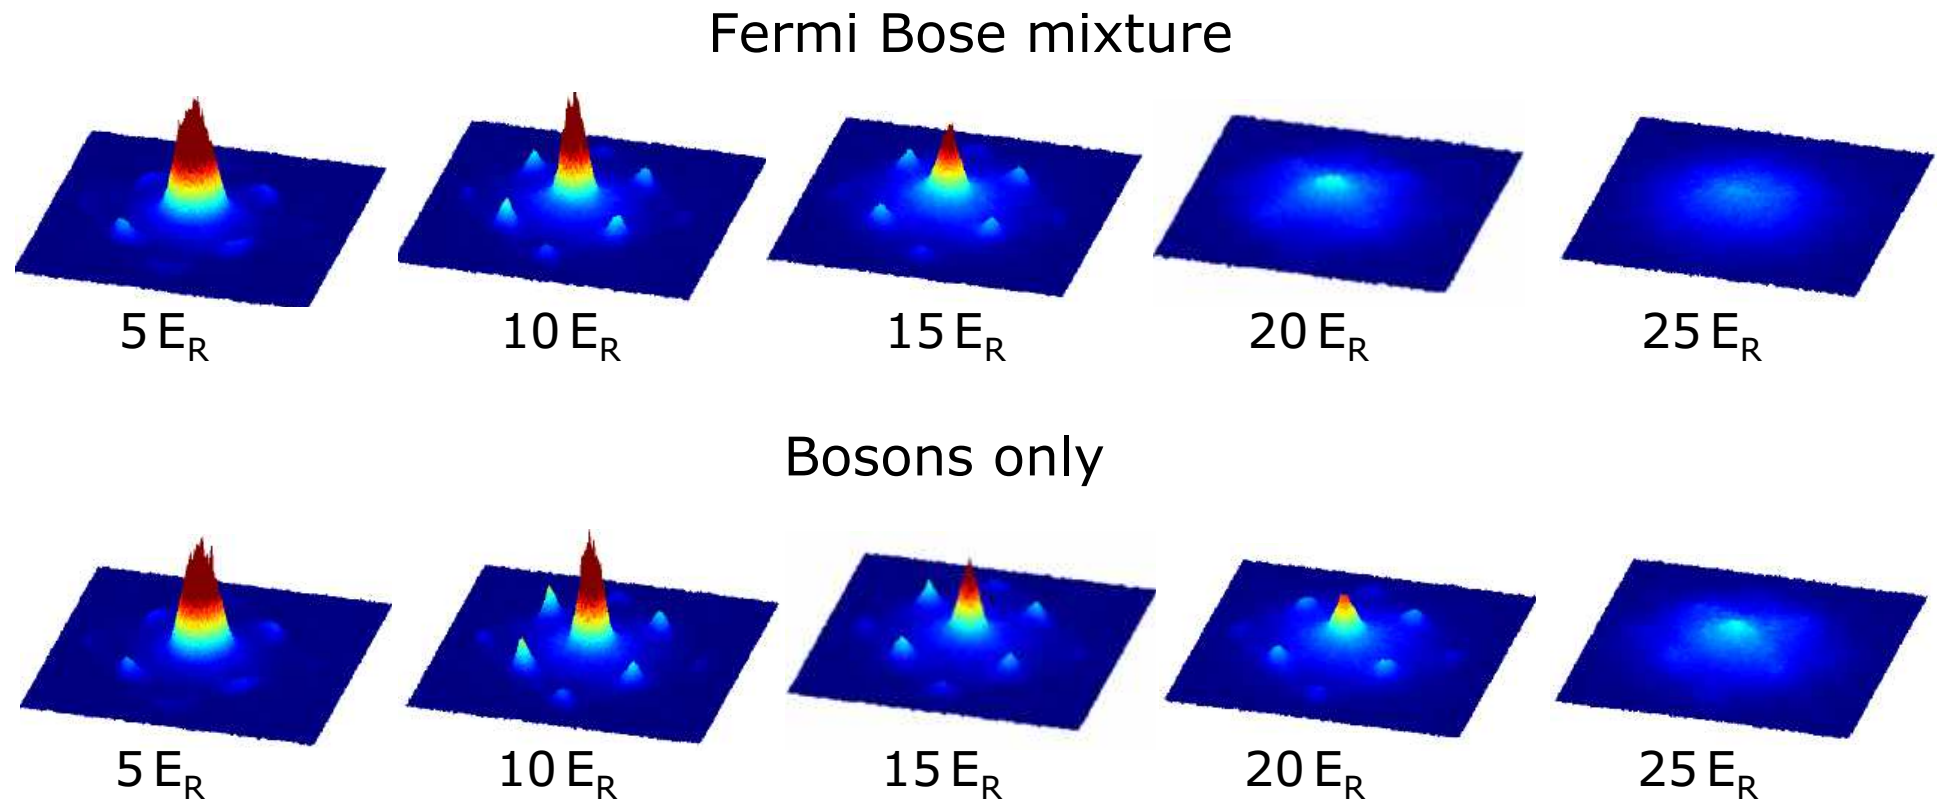 Fermi Bose mixture
5 E_R 10 E_R 15 E_R 20 E_R 25 E_R
Bosons only
5 E_R 10 E_R 15 E_R 20 E_R 25 E_R